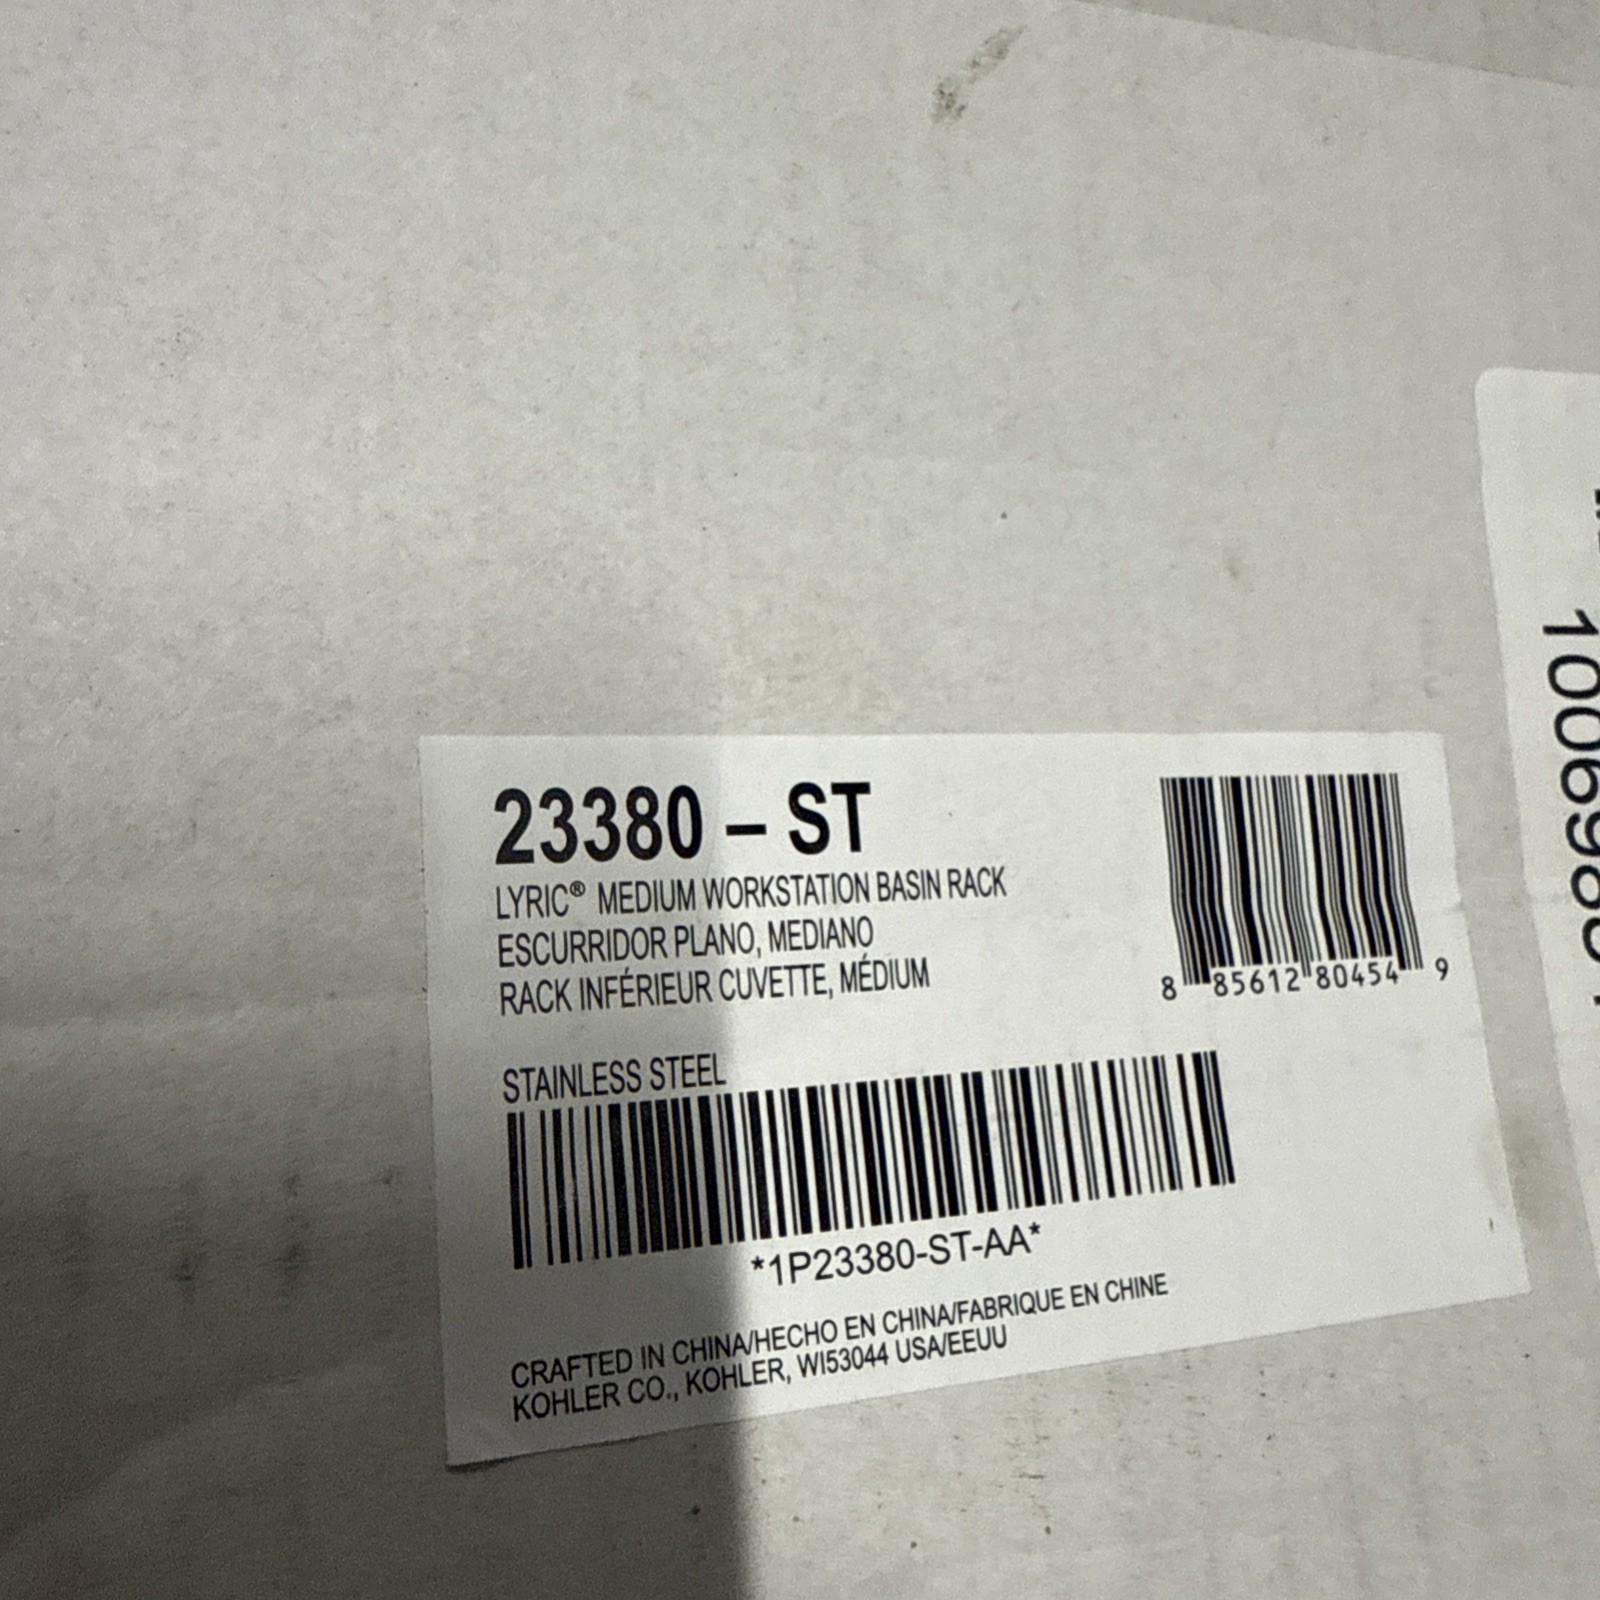 23380 – ST
LYRIC® MEDIUM WORKSTATION BASIN RACK
ESCURRIDOR PLANO, MEDIANO
RACK INFÉRIEUR CUVETTE, MÉDIUM
8 85612 80454 9
STAINLESS STEEL
*1P23380-ST-AA*
CRAFTED IN CHINA/HECHO EN CHINA/FABRIQUE EN CHINE
KOHLER CO., KOHLER, WI53044 USA/EEUU